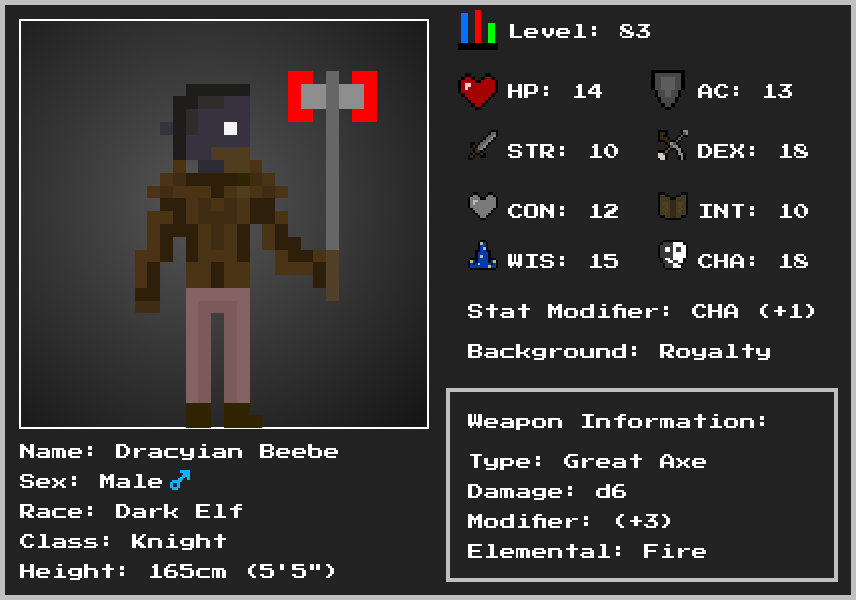 Level: 83
HP: 14
AC: 13
STR: 10
DEX: 18
CON: 12
INT: 10
WIS: 15
CHA: 18
Stat Modifier: CHA (+1)
Background: Royalty
Name: Dracyian Beebe
Sex: Male♂
Race: Dark Elf
Class: Knight
Height: 165cm (5'5")
Weapon Information:
Type: Great Axe
Damage: d6
Modifier: (+3)
Elemental: Fire